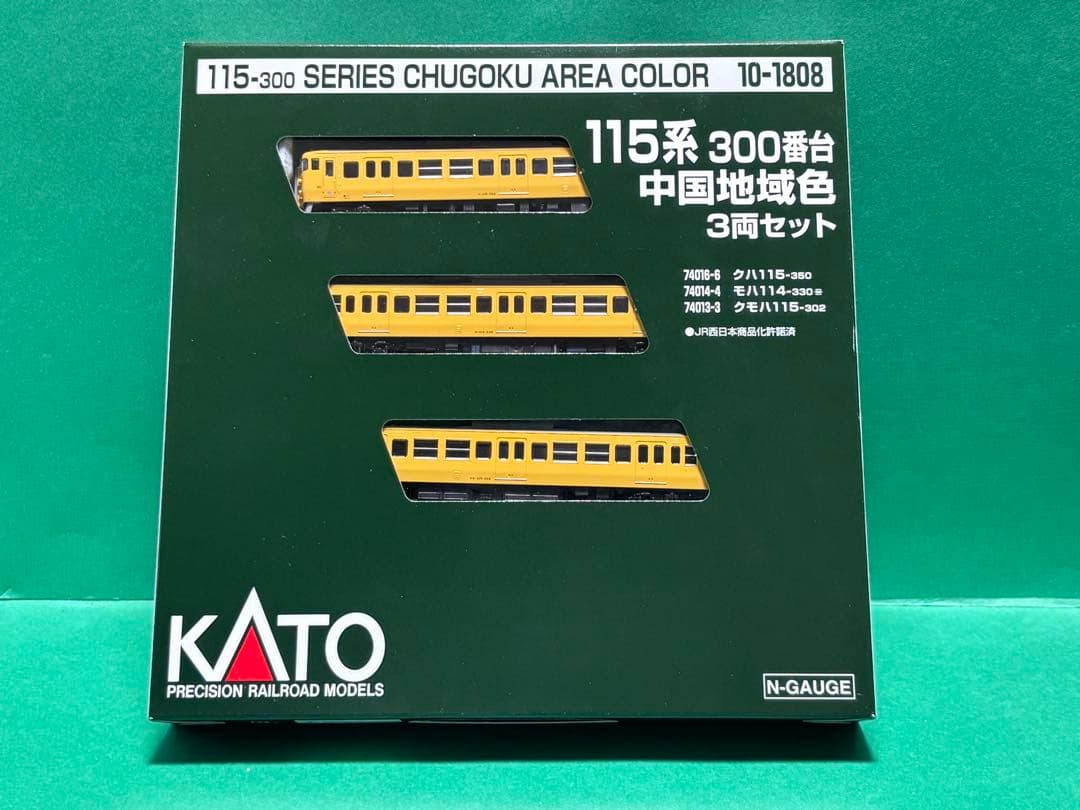 115-300 SERIES CHUGOKU AREA COLOR 10-1808
115系 300番台
中国地域色
3両セット
74016-6 クハ115-350
74014-4 モハ114-330 Ⓜ
74013-3 クモハ115-302
●JR西日本商品化許諾済
KATO
PRECISION RAILROAD MODELS
N-GAUGE